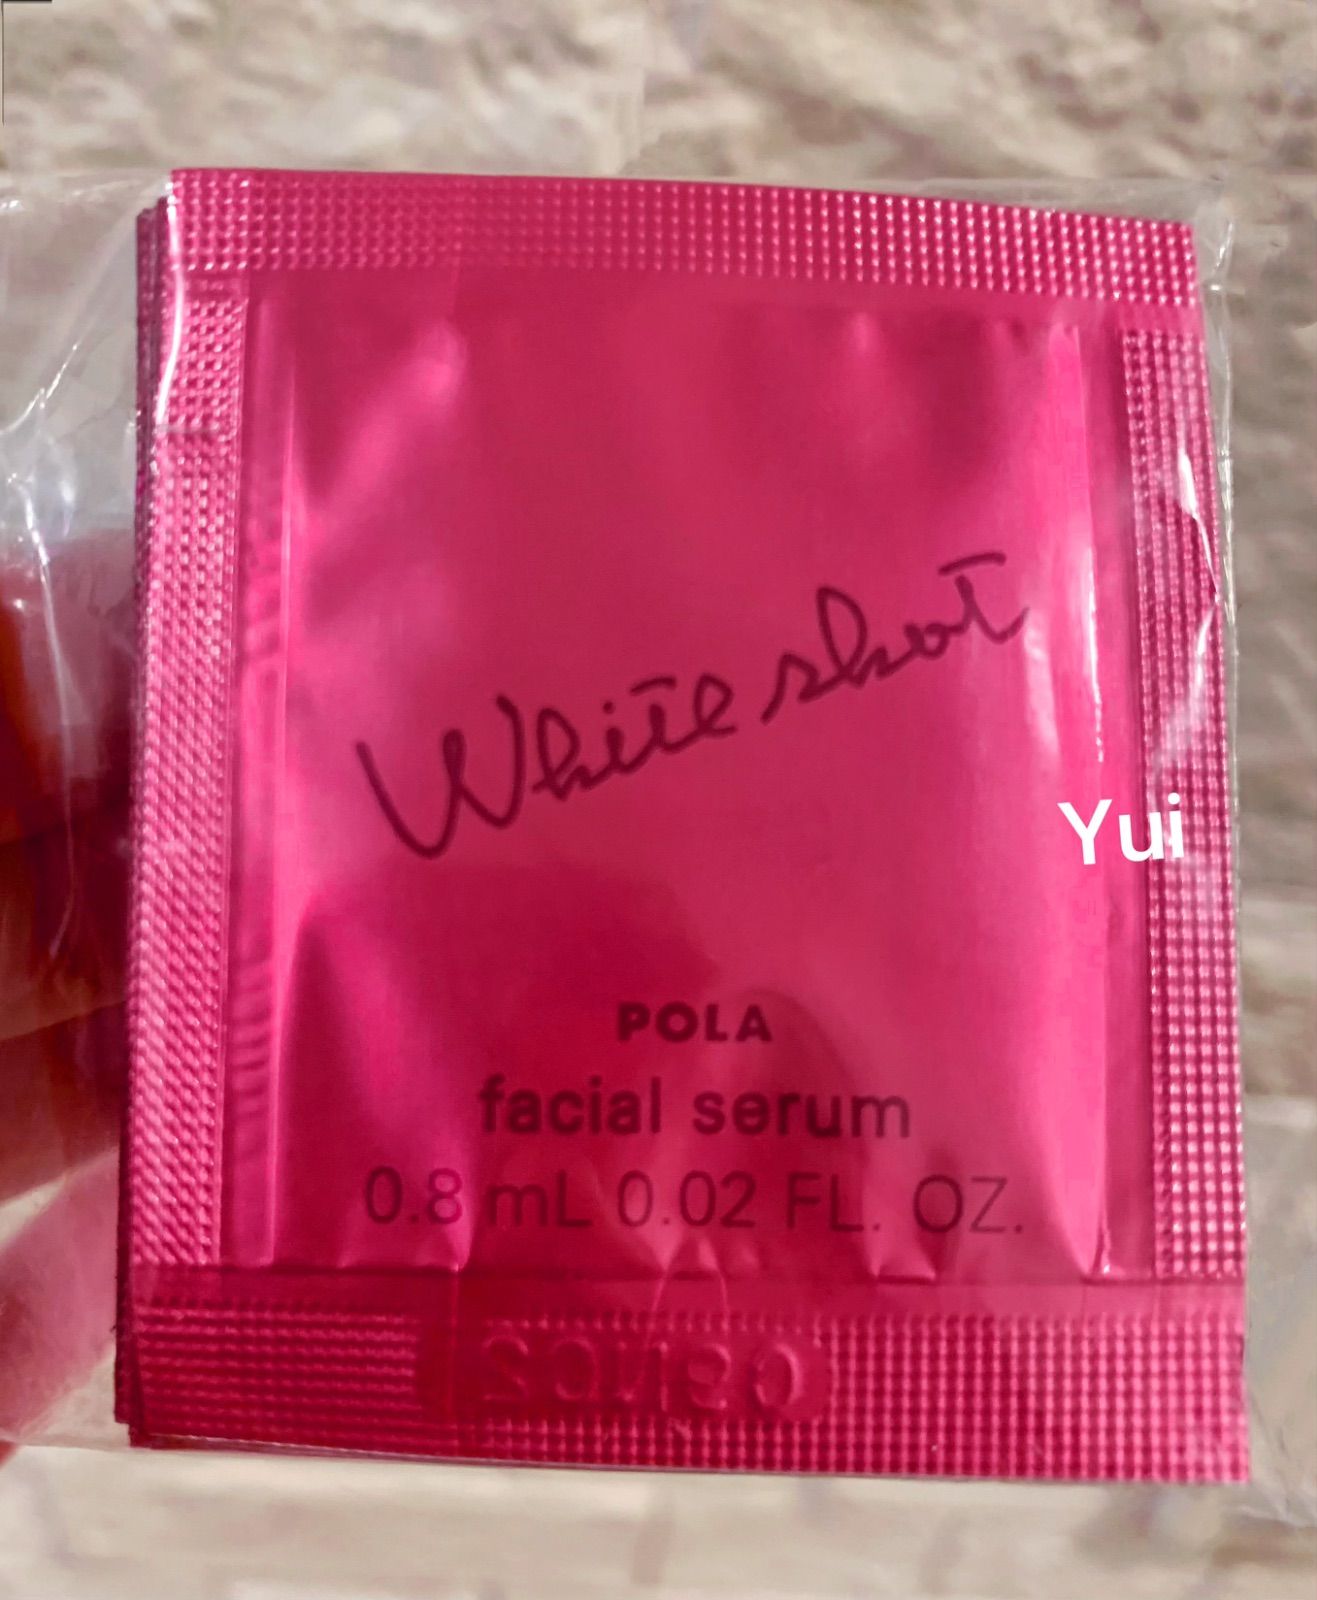 White shot
Yui
POLA
facial serum
0.8 mL 0.02 FL. OZ.